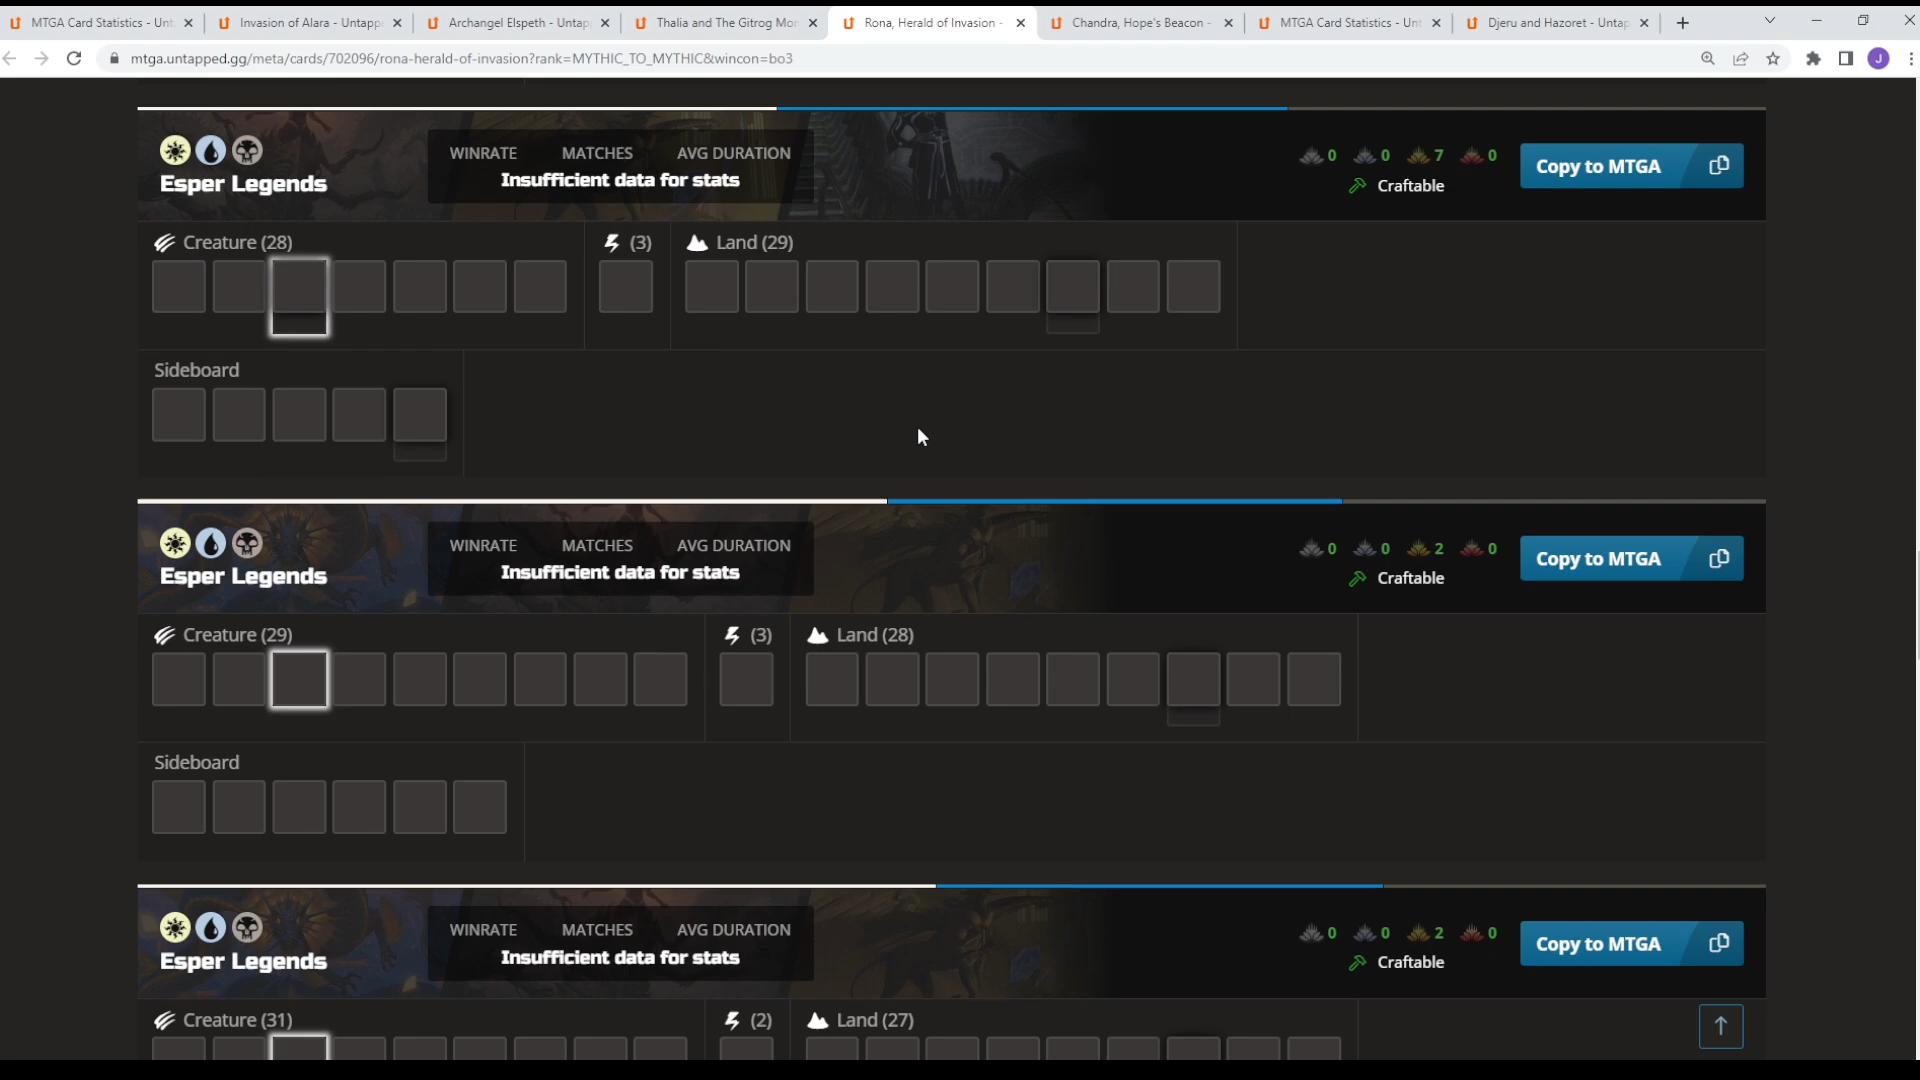 MTGA Card Statistics - Unt
Invasion of Alara - Untapp
Archangel Elspeth - Untap
Thalia and The Gitrog Mo
Rona, Herald of Invasion -
Chandra, Hope's Beacon -
MTGA Card Statistics - Unt
Djeru and Hazoret - Untap
mtga.untapped.gg/meta/cards/702096/rona-herald-of-invasion?rank=MYTHIC_TO_MYTHIC&wincon=bo3
J
Esper Legends
WINRATE MATCHES AVG DURATION
Insufficient data for stats
0 0 7 0
Craftable
Copy to MTGA
Creature (28)
(3)
Land (29)
Sideboard
Esper Legends
WINRATE MATCHES AVG DURATION
Insufficient data for stats
0 0 2 0
Craftable
Copy to MTGA
Creature (29)
(3)
Land (28)
Sideboard
Esper Legends
WINRATE MATCHES AVG DURATION
Insufficient data for stats
0 0 2 0
Craftable
Copy to MTGA
Creature (31)
(2)
Land (27)